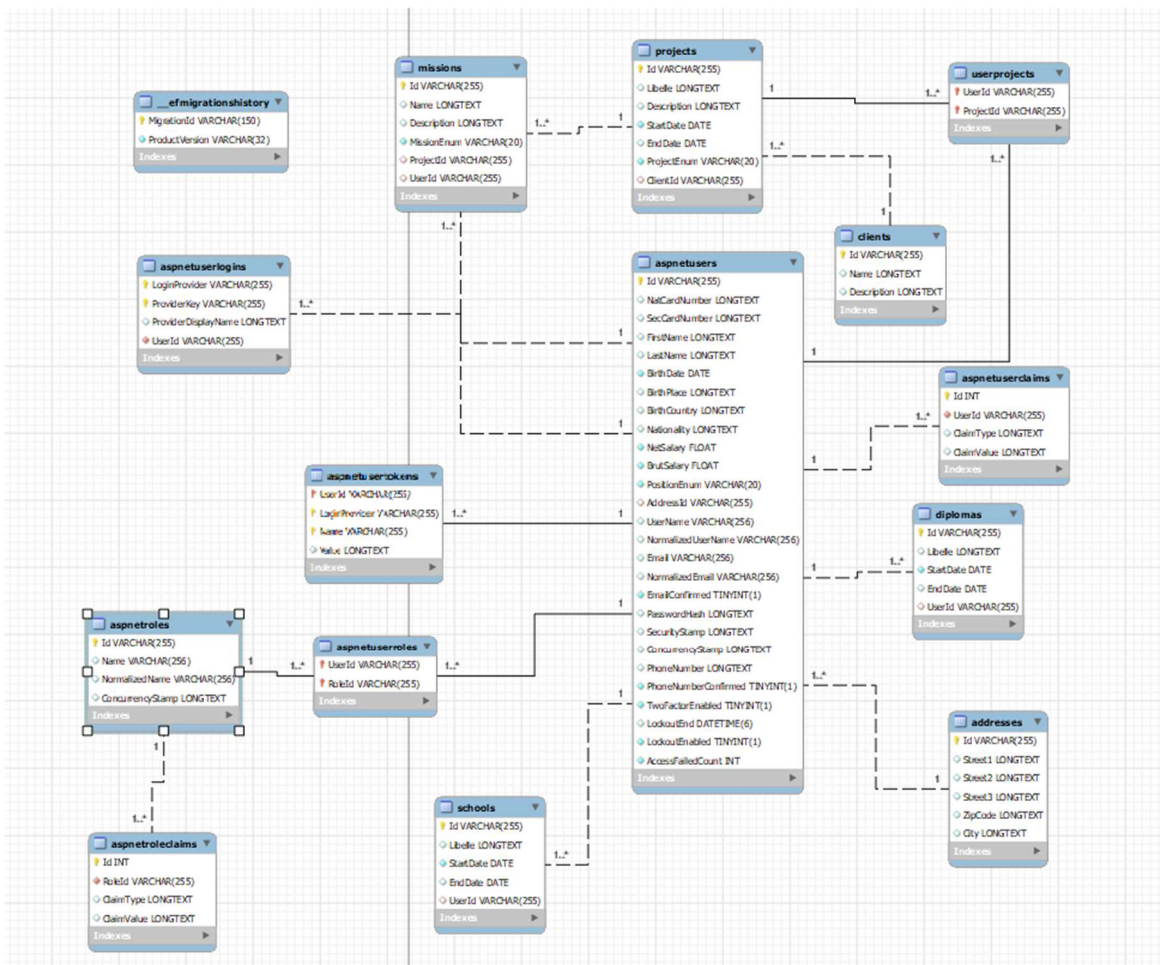 __efmigrationshistory
MigrationId VARCHAR(150)
ProductVersion VARCHAR(32)
Indexes
missions
Id VARCHAR(255)
Name LONGTEXT
Description LONGTEXT
MissionEnum VARCHAR(20)
ProjectId VARCHAR(255)
UserId VARCHAR(255)
Indexes
1..*
1
1..*
projects
Id VARCHAR(255)
Libelle LONGTEXT
Description LONGTEXT
StartDate DATE
EndDate DATE
ProjectEnum VARCHAR(20)
ClientId VARCHAR(255)
Indexes
1
1..*
1..*
1
userprojects
UserId VARCHAR(255)
ProjectId VARCHAR(255)
Indexes
1..*
clients
Id VARCHAR(255)
Name LONGTEXT
Description LONGTEXT
Indexes
aspnetuserlogins
LoginProvider VARCHAR(255)
ProviderKey VARCHAR(255)
ProviderDisplayName LONGTEXT
UserId VARCHAR(255)
Indexes
1..*
1
1
aspnetusers
Id VARCHAR(255)
NatCardNumber LONGTEXT
SecCardNumber LONGTEXT
FirstName LONGTEXT
LastName LONGTEXT
BirthDate DATE
BirthPlace LONGTEXT
BirthCountry LONGTEXT
Nationality LONGTEXT
NetSalary FLOAT
BrutSalary FLOAT
PositionEnum VARCHAR(20)
AddressId VARCHAR(255)
UserName VARCHAR(256)
NormalizedUserName VARCHAR(256)
Email VARCHAR(256)
NormalizedEmail VARCHAR(256)
EmailConfirmed TINYINT(1)
PasswordHash LONGTEXT
SecurityStamp LONGTEXT
ConcurrencyStamp LONGTEXT
PhoneNumber LONGTEXT
PhoneNumberConfirmed TINYINT(1)
TwoFactorEnabled TINYINT(1)
LockoutEnd DATETIME(6)
LockoutEnabled TINYINT(1)
AccessFailedCount INT
Indexes
1
1
1..*
aspnetuserclaims
Id INT
UserId VARCHAR(255)
ClaimType LONGTEXT
ClaimValue LONGTEXT
Indexes
aspnetusertokens
UserId VARCHAR(255)
LoginProvider VARCHAR(255)
Name VARCHAR(255)
Value LONGTEXT
Indexes
1..*
1
1
1..*
diplomas
Id VARCHAR(255)
Libelle LONGTEXT
StartDate DATE
EndDate DATE
UserId VARCHAR(255)
Indexes
aspnetroles
Id VARCHAR(255)
Name VARCHAR(256)
NormalizedName VARCHAR(256)
ConcurrencyStamp LONGTEXT
Indexes
1
1..*
aspnetuserroles
UserId VARCHAR(255)
RoleId VARCHAR(255)
Indexes
1..*
1
1
1..*
1
addresses
Id VARCHAR(255)
Street1 LONGTEXT
Street2 LONGTEXT
Street3 LONGTEXT
ZipCode LONGTEXT
City LONGTEXT
Indexes
1
1..*
aspnetroleclaims
Id INT
RoleId VARCHAR(255)
ClaimType LONGTEXT
ClaimValue LONGTEXT
Indexes
schools
Id VARCHAR(255)
Libelle LONGTEXT
StartDate DATE
EndDate DATE
UserId VARCHAR(255)
Indexes
1..*